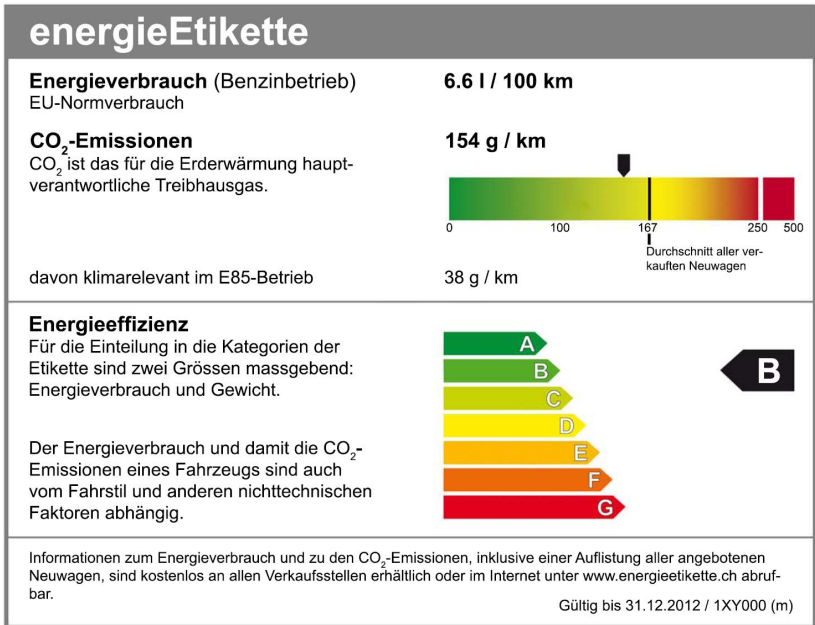 energieEtikette
Energieverbrauch (Benzinbetrieb) 6.6 l / 100 km
EU-Normverbrauch
CO₂-Emissionen 154 g / km
CO₂ ist das für die Erderwärmung haupt-
verantwortliche Treibhausgas.
0 100 167 250 500
Durchschnitt aller ver-
kauften Neuwagen
davon klimarelevant im E85-Betrieb 38 g / km
Energieeffizienz
Für die Einteilung in die Kategorien der
Etikette sind zwei Grössen massgebend:
Energieverbrauch und Gewicht.
Der Energieverbrauch und damit die CO₂-
Emissionen eines Fahrzeugs sind auch
vom Fahrstil und anderen nichttechnischen
Faktoren abhängig.
A
B
C
D
E
F
G
B
Informationen zum Energieverbrauch und zu den CO₂-Emissionen, inklusive einer Auflistung aller angebotenen
Neuwagen, sind kostenlos an allen Verkaufsstellen erhältlich oder im Internet unter www.energieetikette.ch abruf-
bar.
Gültig bis 31.12.2012 / 1XY000 (m)